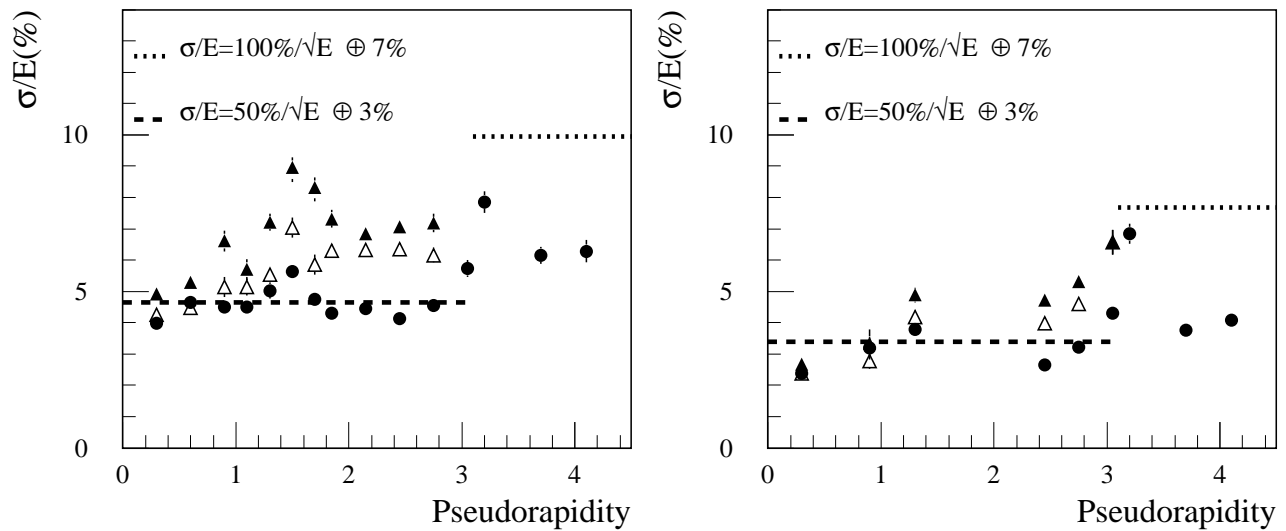 σ/E(%)
σ/E=100%/√E ⊕ 7%
σ/E=50%/√E ⊕ 3%
10
5
0
0 1 2 3 4
Pseudorapidity
σ/E(%)
σ/E=100%/√E ⊕ 7%
σ/E=50%/√E ⊕ 3%
10
5
0
0 1 2 3 4
Pseudorapidity